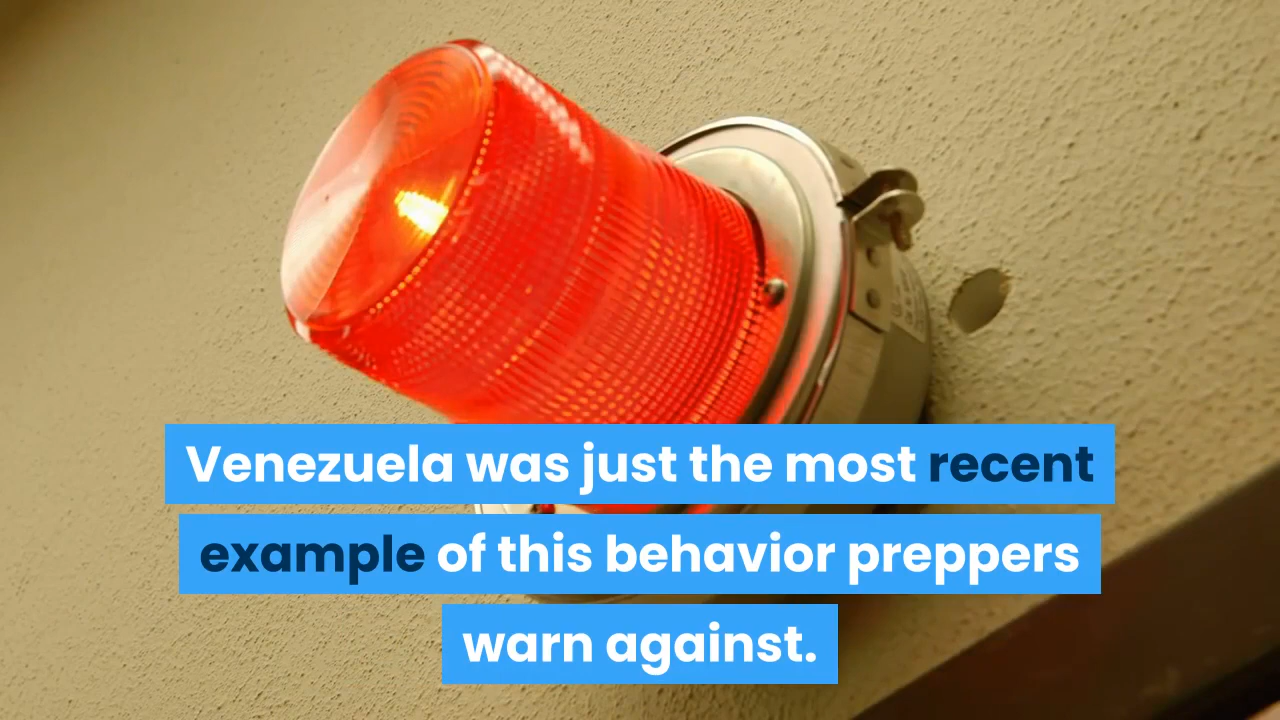 Venezuela was just the most recent
example of this behavior preppers
warn against.